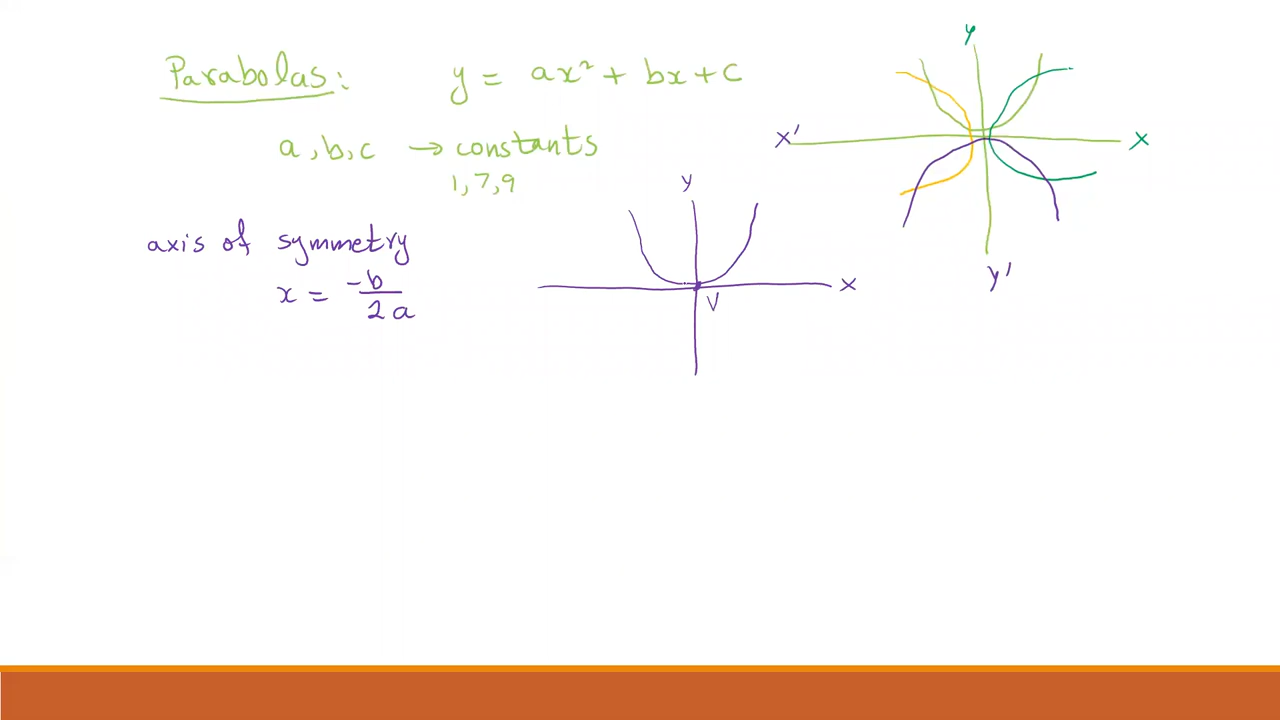 Parabolas: y = ax² + bx + c
a, b, c → constants
1, 7, 9
axis of symmetry
x = -b/2a
y
x
V
y
x'
x
y'